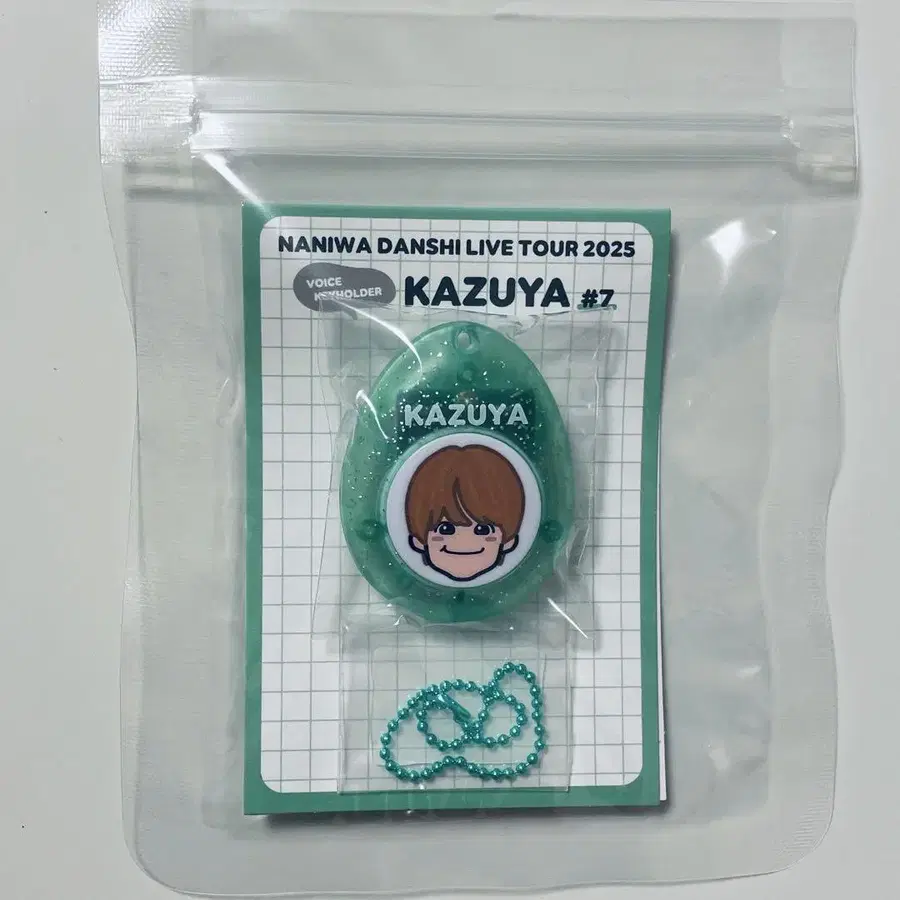 NANIWA DANSHI LIVE TOUR 2025
VOICE
KEYHOLDER
KAZUYA #7
KAZUYA